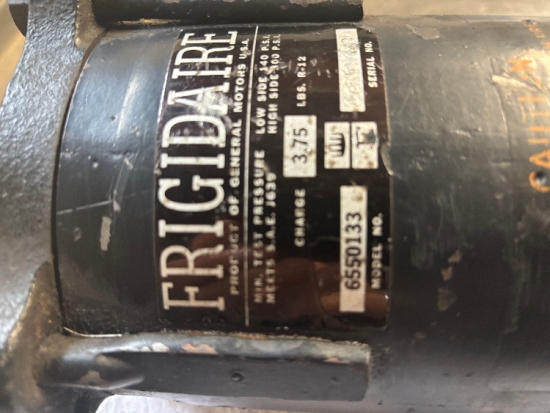 FRIGIDAIRE
PRODUCT OF GENERAL MOTORS U.S.A.
MIN. TEST PRESSURE LOW SIDE 140 P.S.I.
MEETS S.A.E. J639 HIGH SIDE 300 P.S.I.
CHARGE 3.75 LBS. R-12
6550133
MODEL NO. SERIAL NO.
CAUTION